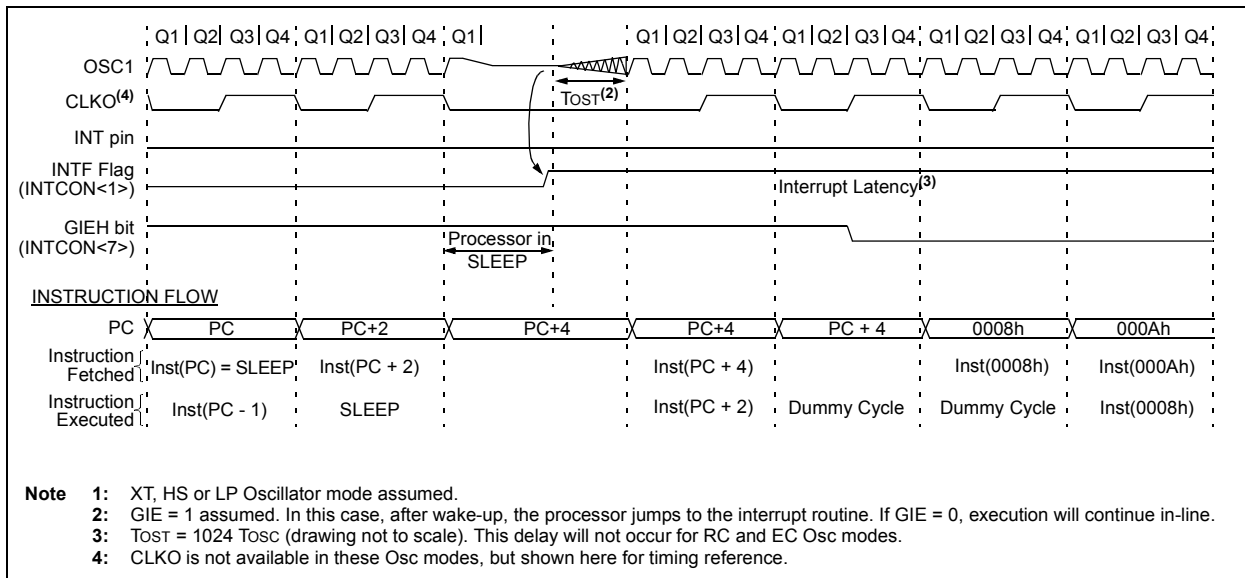 Q1 | Q2 | Q3 | Q4 Q1 | Q2 | Q3 | Q4 Q1 | Q1 | Q2 | Q3 | Q4 Q1 | Q2 | Q3 | Q4 Q1 | Q2 | Q3 | Q4 Q1 | Q2 | Q3 | Q4
OSC1
CLKO(4) TOST(2)
INT pin
INTF Flag
(INTCON<1>) Interrupt Latency(3)
GIEH bit
(INTCON<7>) Processor in
SLEEP
INSTRUCTION FLOW
PC PC PC+2 PC+4 PC+4 PC + 4 0008h 000Ah
Instruction
Fetched Inst(PC) = SLEEP Inst(PC + 2) Inst(PC + 4) Inst(0008h) Inst(000Ah)
Instruction
Executed Inst(PC - 1) SLEEP Inst(PC + 2) Dummy Cycle Dummy Cycle Inst(0008h)
Note 1: XT, HS or LP Oscillator mode assumed.
2: GIE = 1 assumed. In this case, after wake-up, the processor jumps to the interrupt routine. If GIE = 0, execution will continue in-line.
3: TOST = 1024 TOSC (drawing not to scale). This delay will not occur for RC and EC Osc modes.
4: CLKO is not available in these Osc modes, but shown here for timing reference.